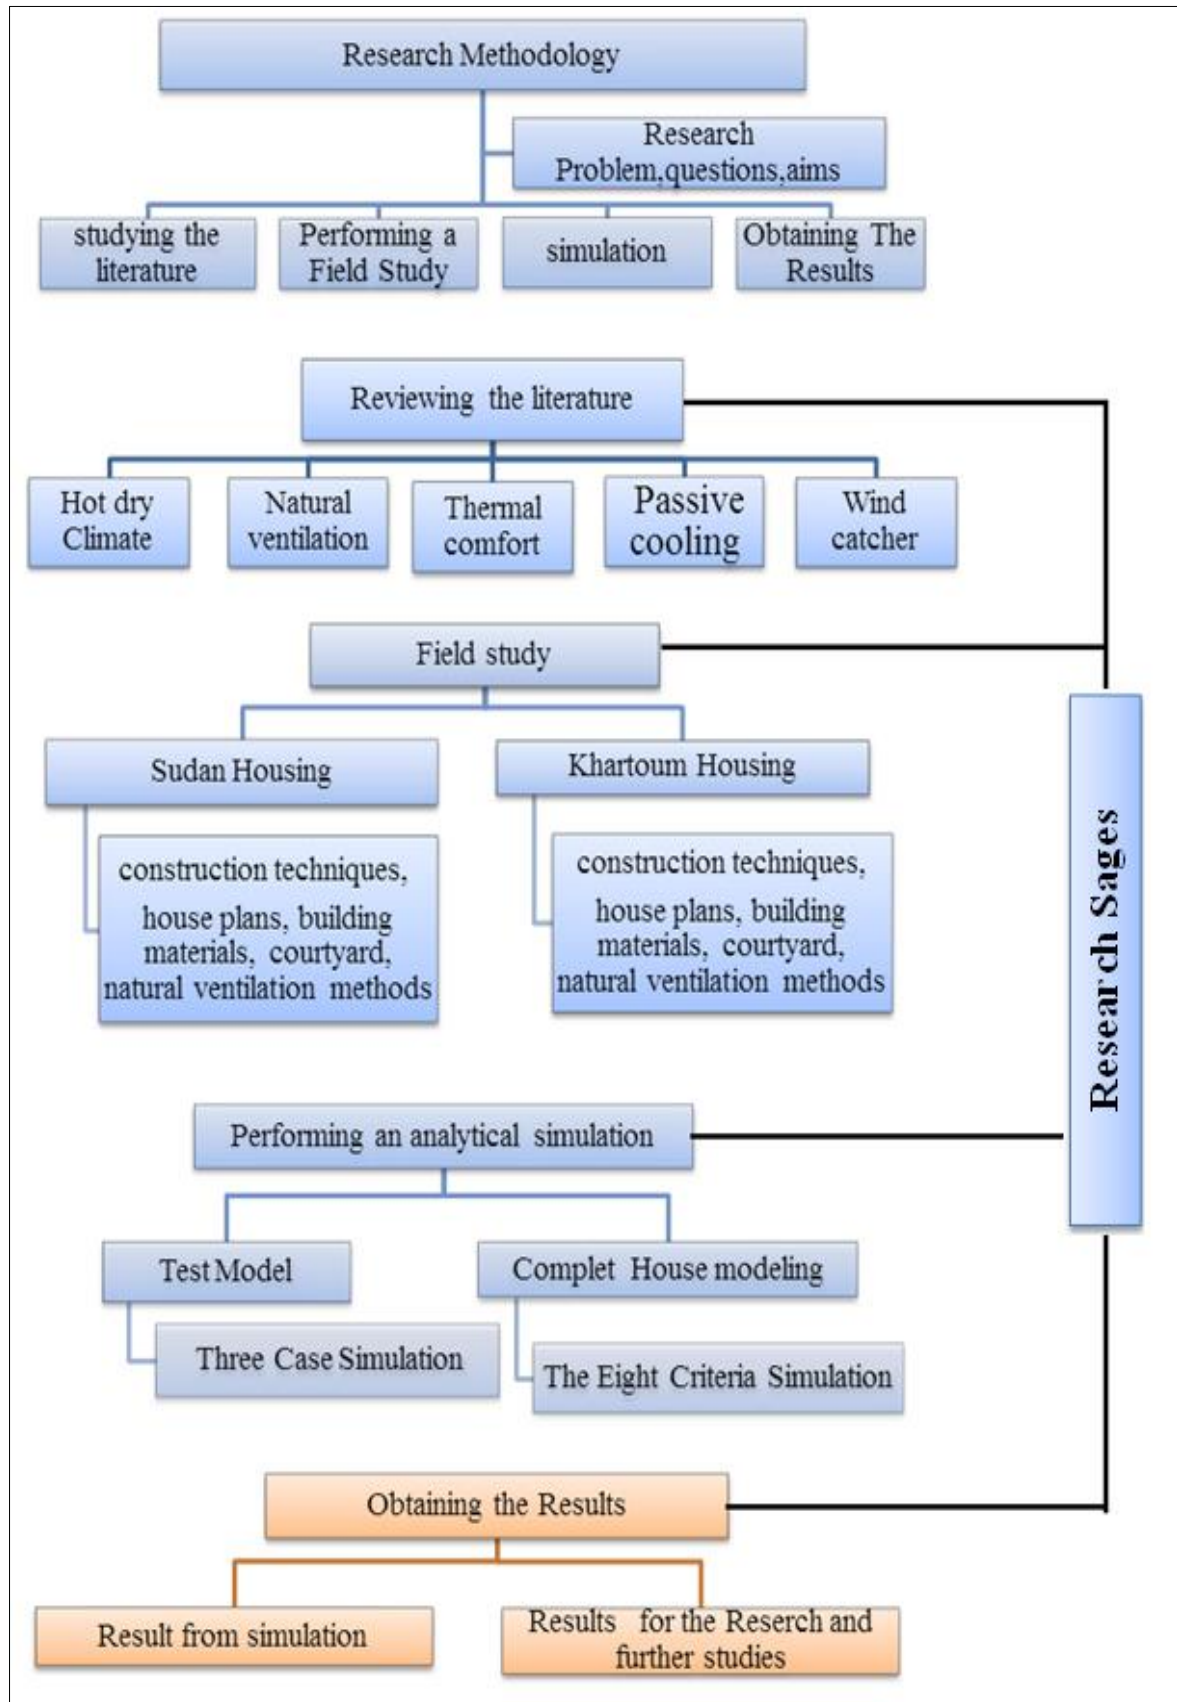 Research Methodology
Research
Problem,questions,aims
studying the
literature
Performing a
Field Study
simulation
Obtaining The
Results
Reviewing the literature
Hot dry
Climate
Natural
ventilation
Thermal
comfort
Passive
cooling
Wind
catcher
Field study
Sudan Housing
Khartoum Housing
construction techniques,
house plans, building
materials, courtyard,
natural ventilation methods
construction techniques,
house plans, building
materials, courtyard,
natural ventilation methods
Research Sages
Performing an analytical simulation
Test Model
Complet House modeling
Three Case Simulation
The Eight Criteria Simulation
Obtaining the Results
Result from simulation
Results for the Reserch and
further studies